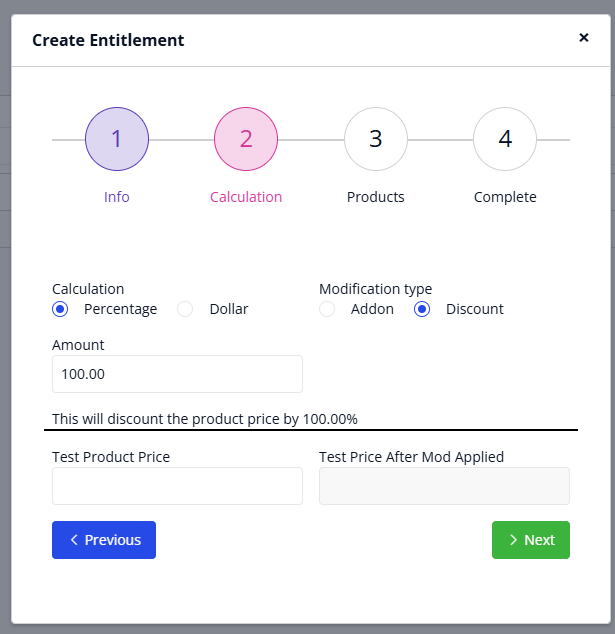 Create Entitlement ×
1 2 3 4
Info Calculation Products Complete
Calculation Modification type
Percentage Dollar Addon Discount
Amount
100.00
This will discount the product price by 100.00%
Test Product Price Test Price After Mod Applied
Previous Next